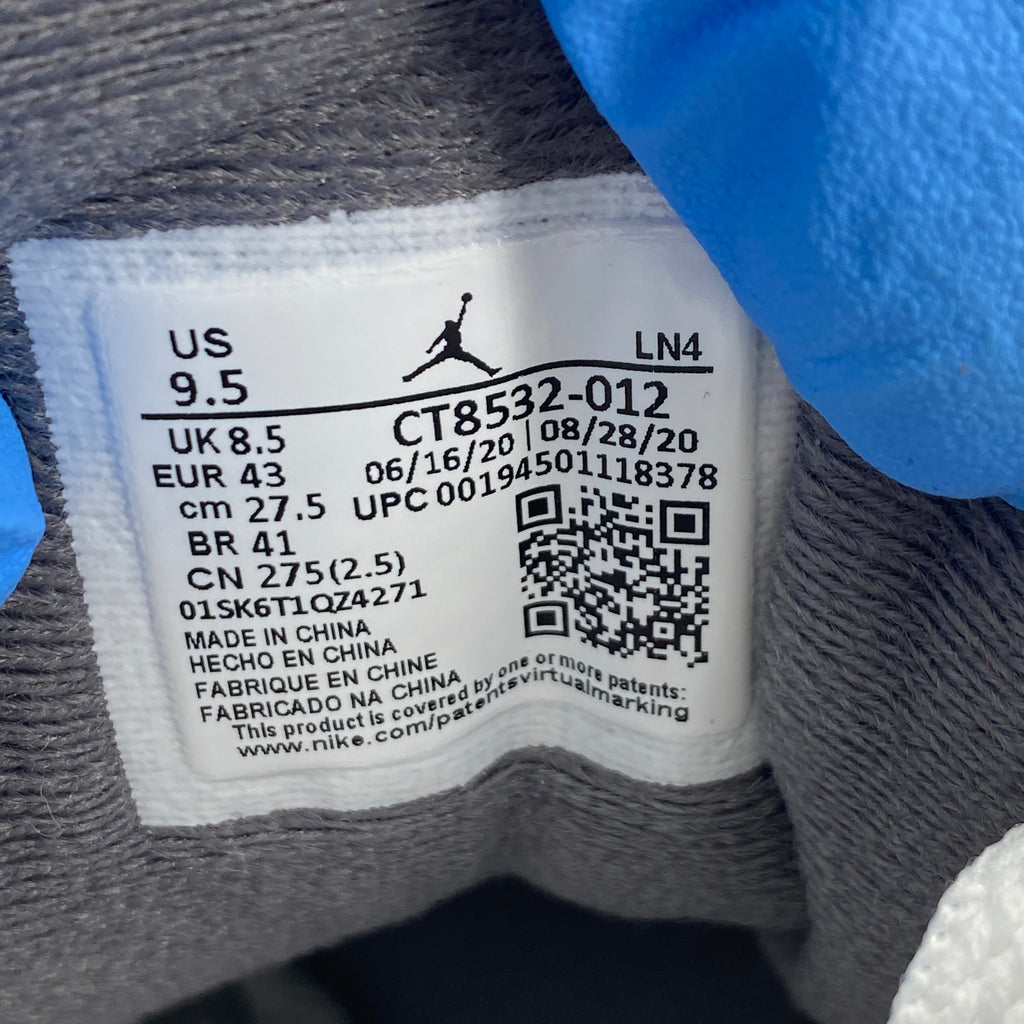 US
LN4
9.5
CT8532-012
UK 8.5
06/16/20 | 08/28/20
EUR 43
UPC 00194501118378
cm 27.5
BR 41
CN 275(2.5)
01SK6T1QZ4271
MADE IN CHINA
HECHO EN CHINA
FABRIQUE EN CHINE
FABRICADO NA CHINA
This product is covered by one or more patents:
www.nike.com/patentsvirtualmarking